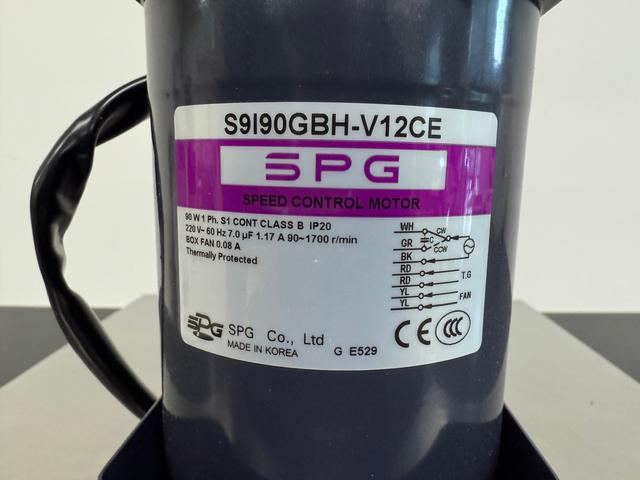 S9I90GBH-V12CE
SPG
SPEED CONTROL MOTOR
90 W 1 Ph. S1 CONT CLASS B IP20
220 V~ 60 Hz 7.0 µF 1.17 A 90~1700 r/min
BOX FAN 0.08 A
Thermally Protected
WH
CW
C
GR
CCW
BK
RD
T.G
RD
YL
FAN
YL
SPG
SPG Co., Ltd
MADE IN KOREA
G E529
CE
CCC